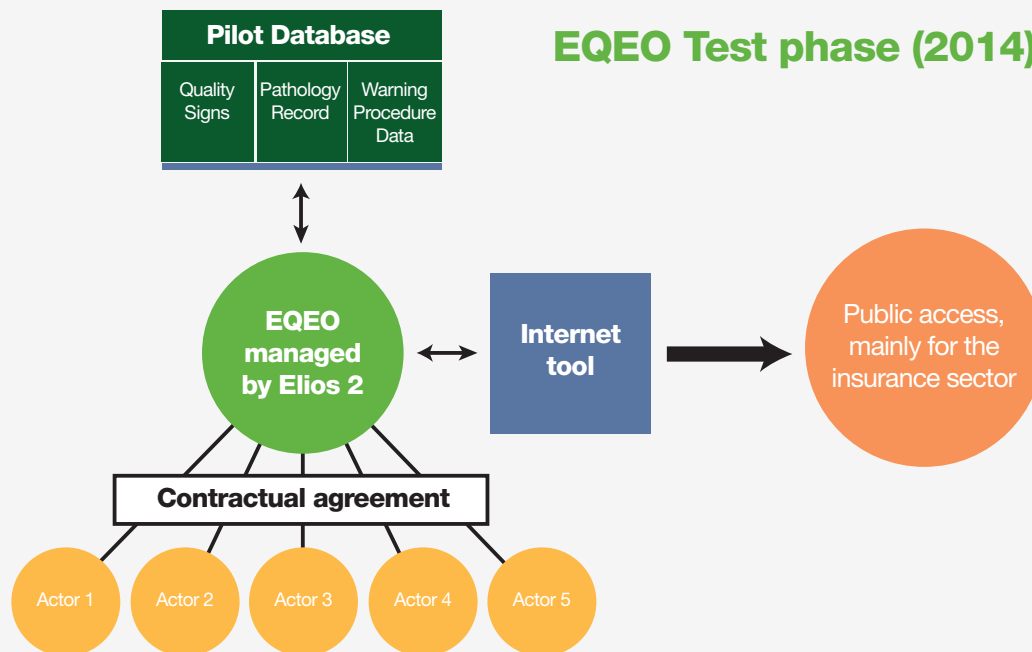 EQEO Test phase (2014)
Pilot Database
Quality
Signs
Pathology
Record
Warning
Procedure
Data
EQEO
managed
by Elios 2
Internet
tool
Public access,
mainly for the
insurance sector
Contractual agreement
Actor 1
Actor 2
Actor 3
Actor 4
Actor 5